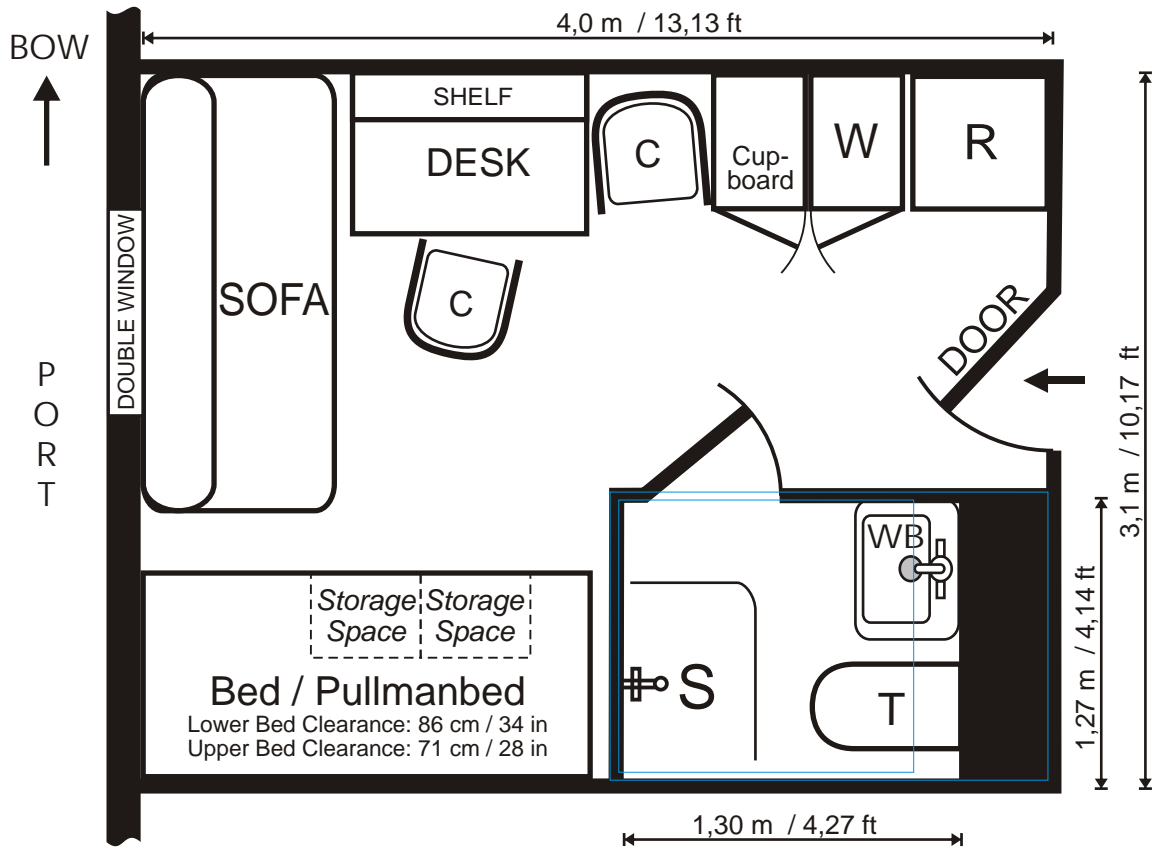 4,0 m / 13,13 ft
BOW
SHELF
DESK
C
Cup-
board
W
R
DOUBLE WINDOW
SOFA
C
DOOR
P
O
R
T
3,1 m / 10,17 ft
WB
Storage
Space
Storage
Space
Bed / Pullmanbed
Lower Bed Clearance: 86 cm / 34 in
Upper Bed Clearance: 71 cm / 28 in
S
T
1,27 m / 4,14 ft
1,30 m / 4,27 ft